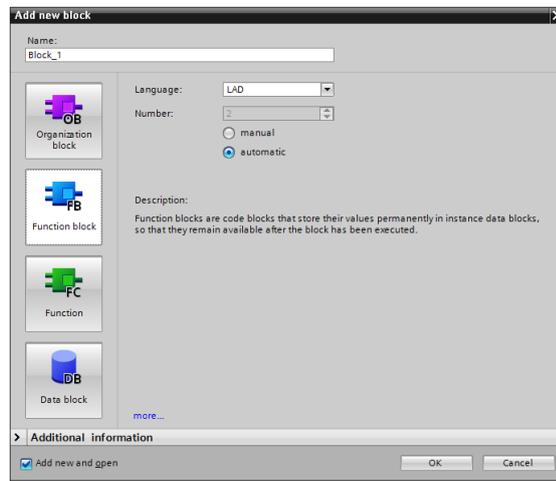 Add new block
Name:
Block_1
OB
Organization
block
FB
Function block
FC
Function
DB
Data block
Language:
LAD
Number:
2
manual
automatic
Description:
Function blocks are code blocks that store their values permanently in instance data blocks,
so that they remain available after the block has been executed.
more...
Additional information
Add new and open
OK
Cancel